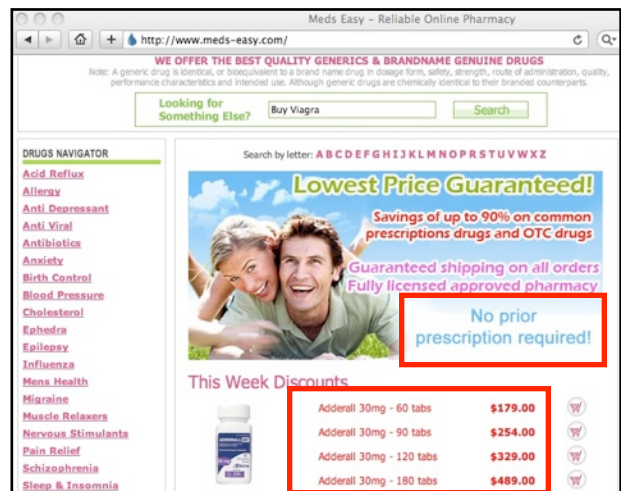 Meds Easy – Reliable Online Pharmacy
http://www.meds-easy.com/
WE OFFER THE BEST QUALITY GENERICS & BRANDNAME GENUINE DRUGS
Note: A generic drug is identical, or bioequivalent to a brand name drug in dosage form, safety, strength, route of administration, quality,
performance characteristics and intended use. Although generic drugs are chemically identical to their branded counterparts.
Looking for
Something Else?
Buy Viagra
Search
DRUGS NAVIGATOR
Acid Reflux
Allergy
Anti Depressant
Anti Viral
Antibiotics
Anxiety
Birth Control
Blood Pressure
Cholesterol
Ephedra
Epilepsy
Influenza
Mens Health
Migraine
Muscle Relaxers
Nervous Stimulants
Pain Relief
Schizophrenia
Sleep & Insomnia
Search by letter: A B C D E F G H I J K L M N O P R S T U V W X Z
Lowest Price Guaranteed!
Savings of up to 90% on common
prescriptions drugs and OTC drugs
Guaranteed shipping on all orders
Fully licensed approved pharmacy
No prior
prescription required!
This Week Discounts
Adderall 30mg - 60 tabs $179.00
Adderall 30mg - 90 tabs $254.00
Adderall 30mg - 120 tabs $329.00
Adderall 30mg - 180 tabs $489.00